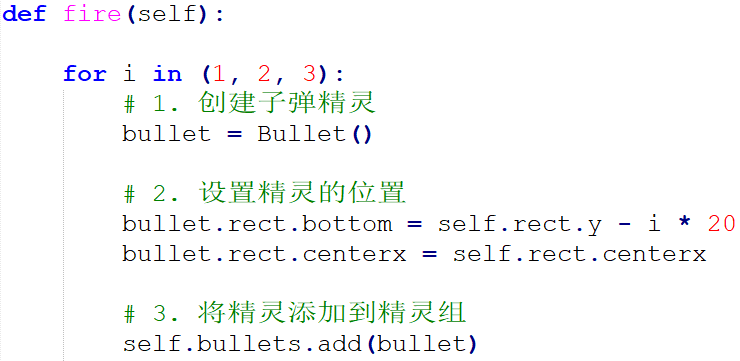 def fire(self):
for i in (1, 2, 3):
# 1. 创建子弹精灵
bullet = Bullet()
# 2. 设置精灵的位置
bullet.rect.bottom = self.rect.y - i * 20
bullet.rect.centerx = self.rect.centerx
# 3. 将精灵添加到精灵组
self.bullets.add(bullet)